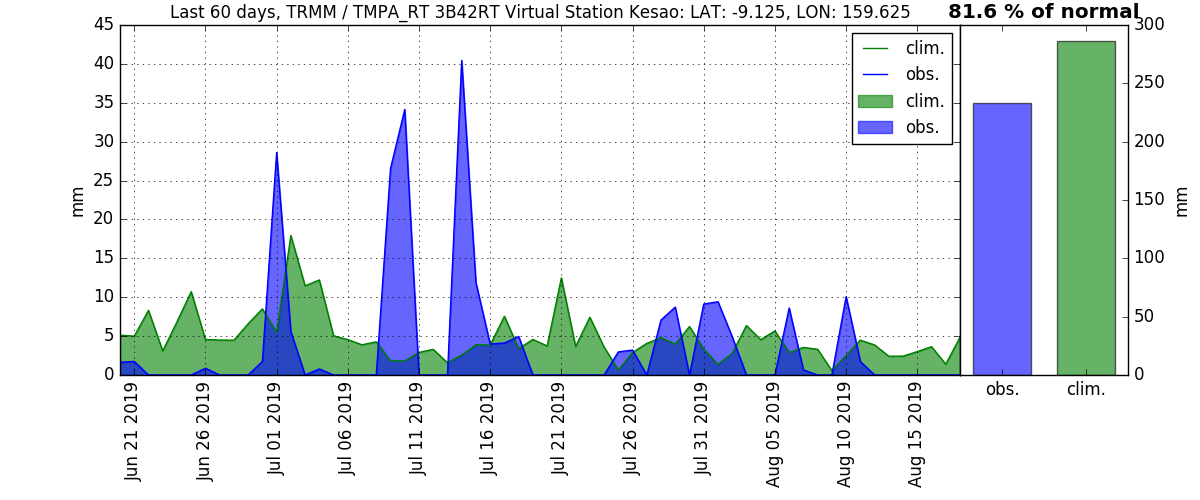 Last 60 days, TRMM / TMPA_RT 3B42RT Virtual Station Kesao: LAT: -9.125, LON: 159.625
81.6 % of normal
45
40
35
30
25
20
15
10
5
0
mm
clim.
obs.
clim.
obs.
300
250
200
150
100
50
0
mm
Jun 21 2019
Jun 26 2019
Jul 01 2019
Jul 06 2019
Jul 11 2019
Jul 16 2019
Jul 21 2019
Jul 26 2019
Jul 31 2019
Aug 05 2019
Aug 10 2019
Aug 15 2019
obs.
clim.